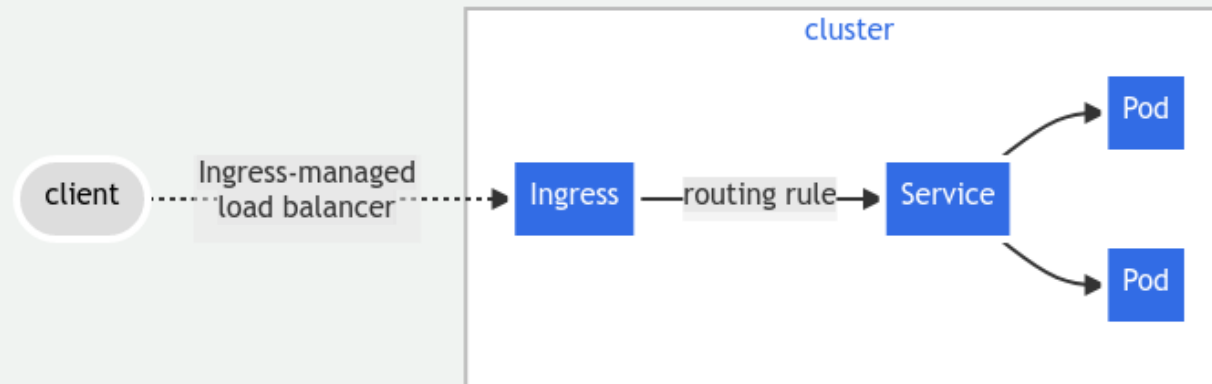 cluster
Pod
client
Ingress-managed
load balancer
Ingress
routing rule
Service
Pod